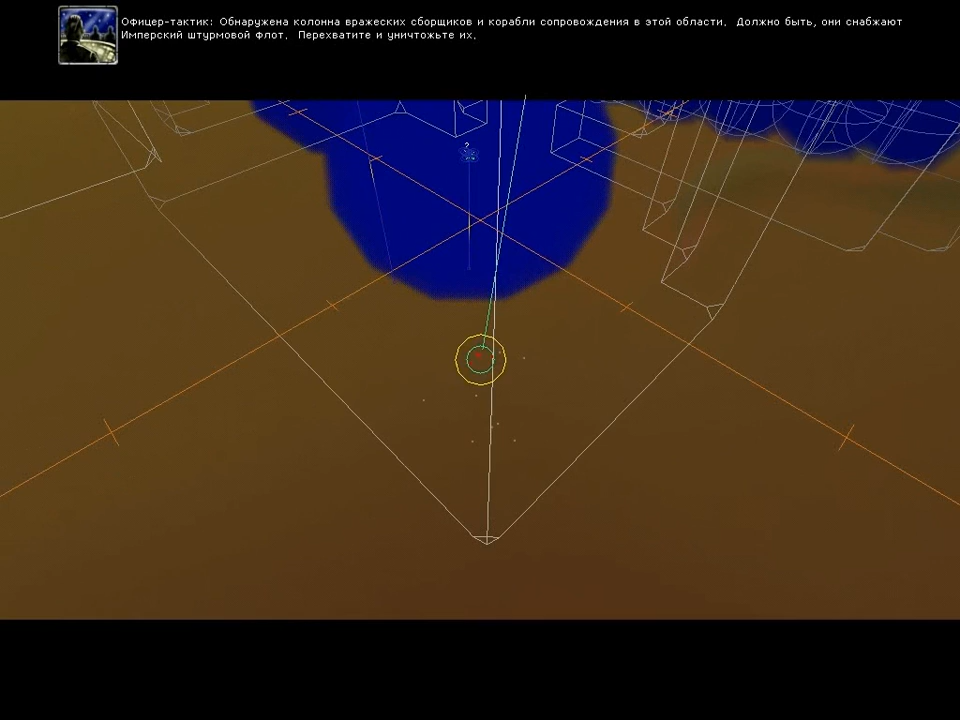 Офицер-тактик: Обнаружена колонна вражеских сборщиков и корабли сопровождения в этой области. Должно быть, они снабжают
Имперский штурмовой флот. Перехватите и уничтожьте их.
?